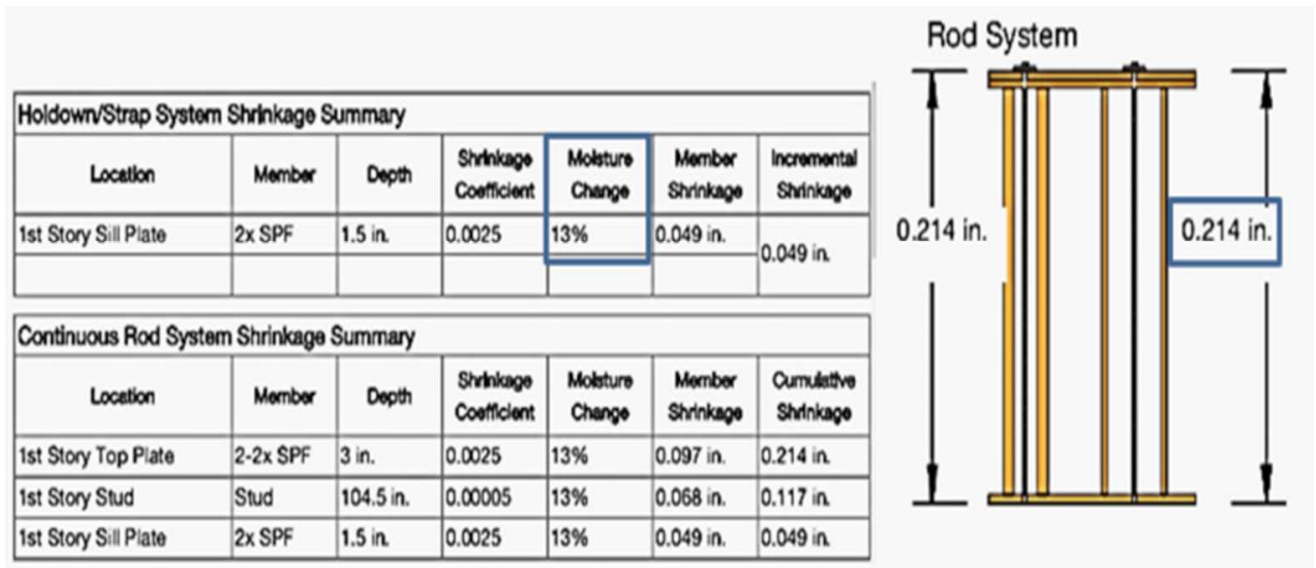 Rod System
Holdown/Strap System Shrinkage Summary
Location Member Depth Shrinkage Coefficient Moisture Change Member Shrinkage Incremental Shrinkage
1st Story Sill Plate 2x SPF 1.5 in. 0.0025 13% 0.049 in. 0.049 in.
0.214 in. 0.214 in.
Continuous Rod System Shrinkage Summary
Location Member Depth Shrinkage Coefficient Moisture Change Member Shrinkage Cumulative Shrinkage
1st Story Top Plate 2-2x SPF 3 in. 0.0025 13% 0.097 in. 0.214 in.
1st Story Stud Stud 104.5 in. 0.00005 13% 0.068 in. 0.117 in.
1st Story Sill Plate 2x SPF 1.5 in. 0.0025 13% 0.049 in. 0.049 in.